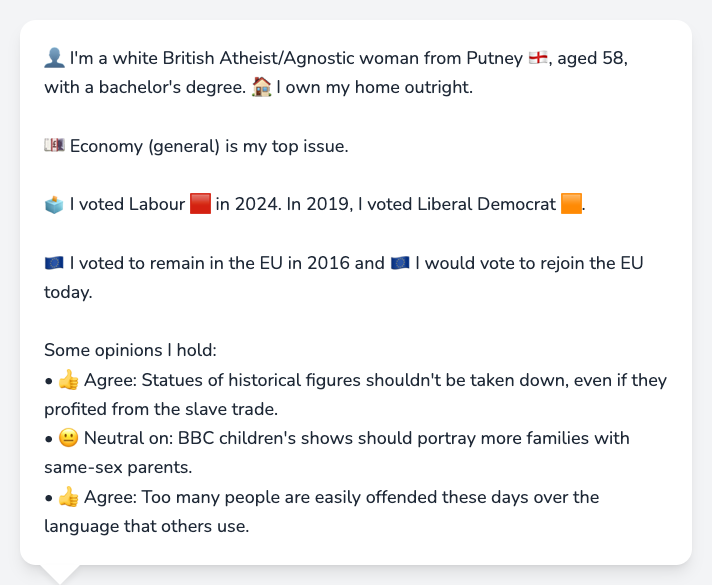 👤 I'm a white British Atheist/Agnostic woman from Putney 🏴󠁧󠁢󠁥󠁮󠁧󠁿, aged 58,
with a bachelor's degree. 🏠 I own my home outright.
💷 Economy (general) is my top issue.
🗳️ I voted Labour 🟥 in 2024. In 2019, I voted Liberal Democrat 🟧.
🇪🇺 I voted to remain in the EU in 2016 and 🇪🇺 I would vote to rejoin the EU
today.
Some opinions I hold:
• 👍 Agree: Statues of historical figures shouldn't be taken down, even if they
profited from the slave trade.
• 😐 Neutral on: BBC children's shows should portray more families with
same-sex parents.
• 👍 Agree: Too many people are easily offended these days over the
language that others use.